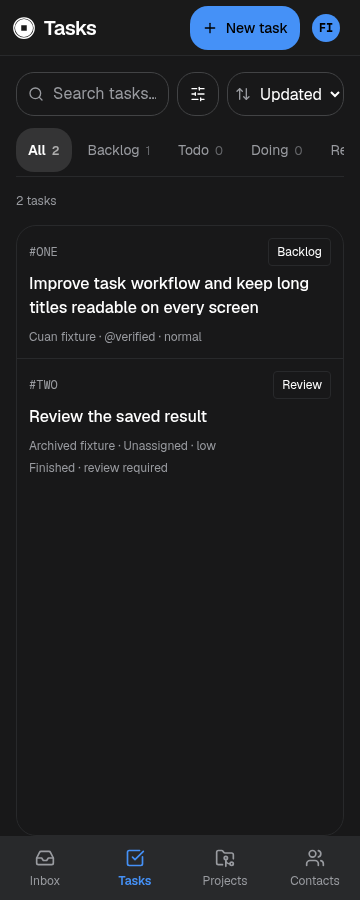 Tasks
+ New task
FI
Search tasks...
Updated
All 2
Backlog 1
Todo 0
Doing 0
2 tasks
#ONE
Backlog
Improve task workflow and keep long
titles readable on every screen
Cuan fixture · @verified · normal
#TWO
Review
Review the saved result
Archived fixture · Unassigned · low
Finished · review required
Inbox
Tasks
Projects
Contacts